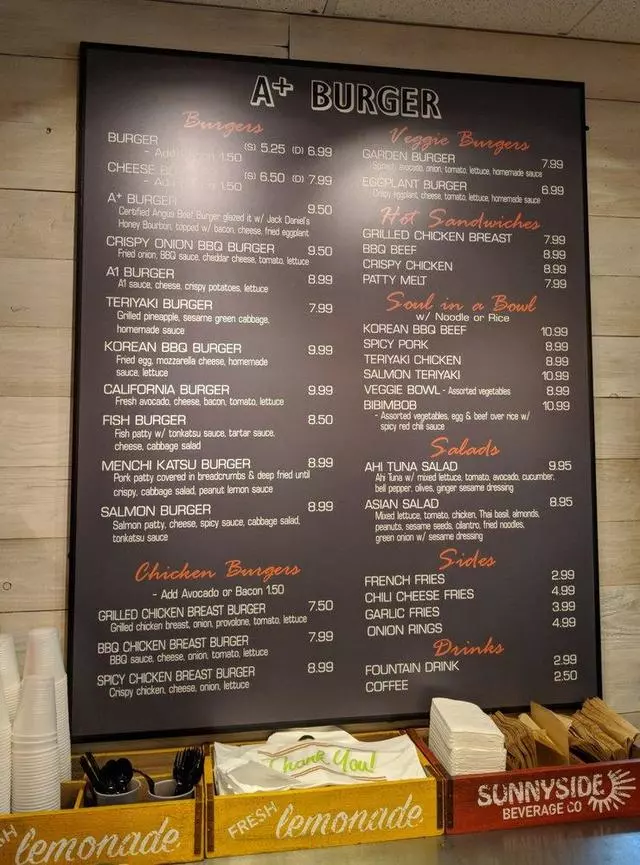 A+ BURGER
Burgers
BURGER (S) 5.25 (D) 6.99
- Add 1.50
CHEESE (S) 6.50 (D) 7.99
1.50
A+ BURGER 9.50
Certified Angus Beef Burger glazed it w/ Jack Daniel's
Honey Bourbon, topped w/ bacon, cheese, fried eggplant
CRISPY ONION BBQ BURGER 9.50
Fried onion, BBQ sauce, cheddar cheese, tomato, lettuce
A1 BURGER 8.99
A1 sauce, cheese, crispy potatoes, lettuce
TERIYAKI BURGER 7.99
Grilled pineapple, sesame green cabbage,
homemade sauce
KOREAN BBQ BURGER 9.99
Fried egg, mozzarella cheese, homemade
sauce, lettuce
CALIFORNIA BURGER 9.99
Fresh avocado, cheese, bacon, tomato, lettuce
FISH BURGER 8.50
Fish patty w/ tonkatsu sauce, tartar sauce,
cheese, cabbage salad
MENCHI KATSU BURGER 8.99
Pork patty covered in breadcrumbs & deep fried until
crispy, cabbage salad, peanut lemon sauce
SALMON BURGER 8.99
Salmon patty, cheese, spicy sauce, cabbage salad,
tonkatsu sauce
Chicken Burgers
- Add Avocado or Bacon 1.50
GRILLED CHICKEN BREAST BURGER 7.50
Grilled chicken breast, onion, provolone, tomato, lettuce
BBQ CHICKEN BREAST BURGER 7.99
BBQ sauce, cheese, onion, tomato, lettuce
SPICY CHICKEN BREAST BURGER 8.99
Crispy chicken, cheese, onion, lettuce
Veggie Burgers
GARDEN BURGER 7.99
avocado, onion, tomato, lettuce, homemade sauce
EGGPLANT BURGER 6.99
Crispy eggplant, cheese, tomato, lettuce, homemade sauce
Hot Sandwiches
GRILLED CHICKEN BREAST 7.99
BBQ BEEF 8.99
CRISPY CHICKEN 8.99
PATTY MELT 7.99
Soul in a Bowl
w/ Noodle or Rice
KOREAN BBQ BEEF 10.99
SPICY PORK 8.99
TERIYAKI CHICKEN 8.99
SALMON TERIYAKI 10.99
VEGGIE BOWL - Assorted vegetables 8.99
BIBIMBOB 10.99
- Assorted vegetables, egg & beef over rice w/
spicy red chili sauce
Salads
AHI TUNA SALAD 9.95
Ahi Tuna w/ mixed lettuce, tomato, avocado, cucumber,
bell pepper, olives, ginger sesame dressing
ASIAN SALAD 8.95
Mixed lettuce, tomato, chicken, Thai basil, almonds,
peanuts, sesame seeds, cilantro, fried noodles,
green onion w/ sesame dressing
Sides
FRENCH FRIES 2.99
CHILI CHEESE FRIES 4.99
GARLIC FRIES 3.99
ONION RINGS 4.99
Drinks
FOUNTAIN DRINK 2.99
COFFEE 2.50
Thank You!
lemonade
FRESH lemonade
SUNNYSIDE
BEVERAGE CO